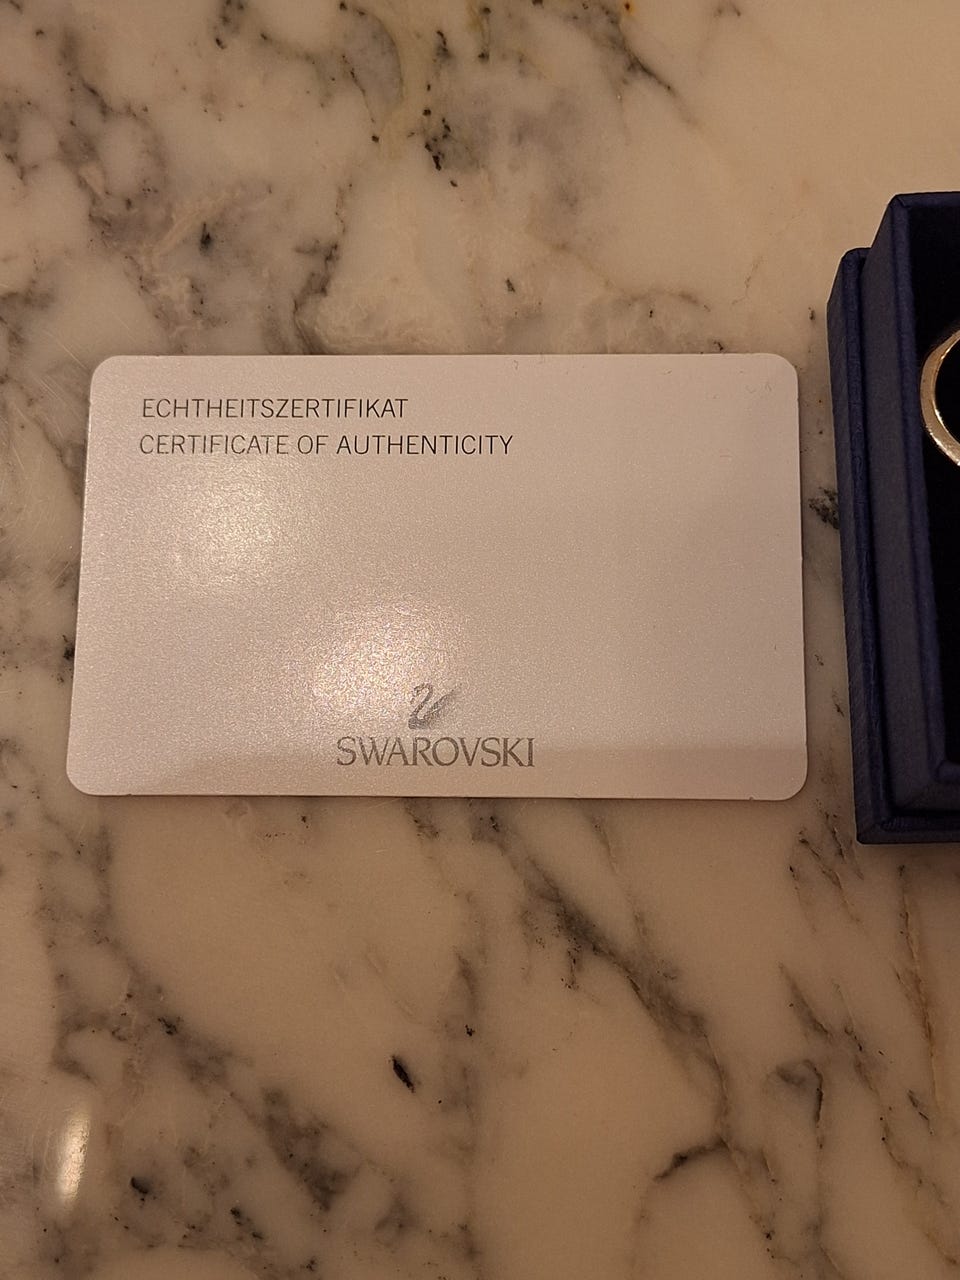 ECHTHEITSZERTIFIKAT
CERTIFICATE OF AUTHENTICITY
SWAROVSKI